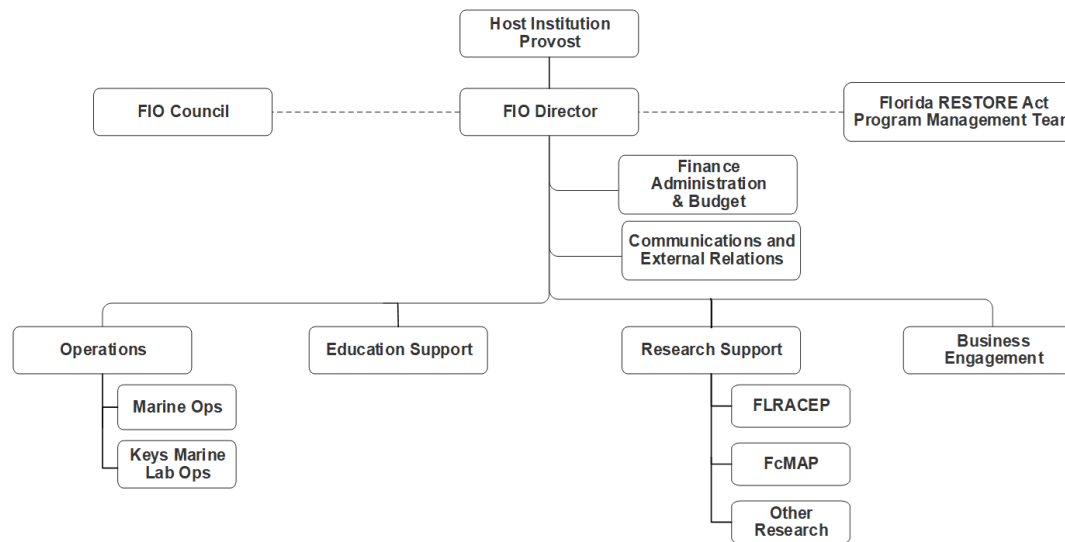 Host Institution
Provost
FIO Council
FIO Director
Florida RESTORE Act
Program Management Team
Finance
Administration
& Budget
Communications and
External Relations
Operations
Education Support
Research Support
Business
Engagement
Marine Ops
Keys Marine
Lab Ops
FLRACEP
FcMAP
Other
Research